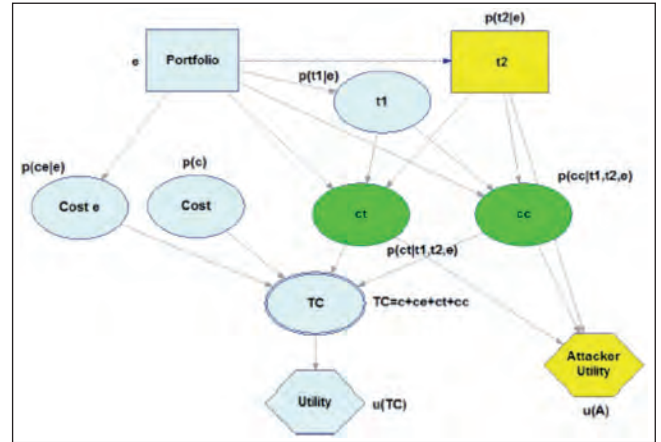 p(t2|e)
e
Portfolio
t2
p(t1|e)
t1
p(ce|e)
p(c)
p(cc|t1,t2,e)
Cost e
Cost
ct
cc
p(ct|t1,t2,e)
TC
TC=c+ce+ct+cc
Attacker
Utility
Utility
u(TC)
u(A)